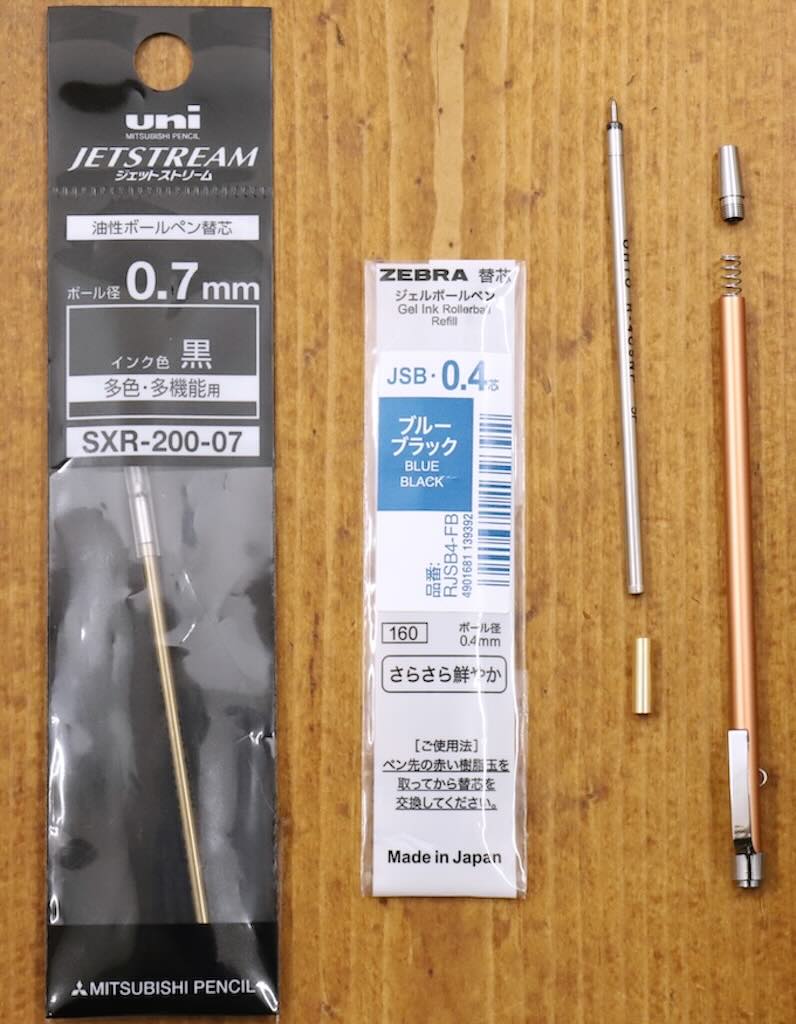 uni
MITSUBISHI PENCIL
JETSTREAM
ジェットストリーム
油性ボールペン替芯
ボール径 0.7mm
インク色 黒
多色・多機能用
SXR-200-07
MITSUBISHI PENCIL
ZEBRA 替芯
ジェルボールペン
Gel Ink Rollerball
Refill
JSB・0.4芯
ブルー
ブラック
BLUE
BLACK
品番:
RJSB4-FB
4901681 139392
160
ボール径
0.4mm
さらさら鮮やか
［ご使用法］
ペン先の赤い樹脂玉を
取ってから替芯を
交換してください。
Made in Japan